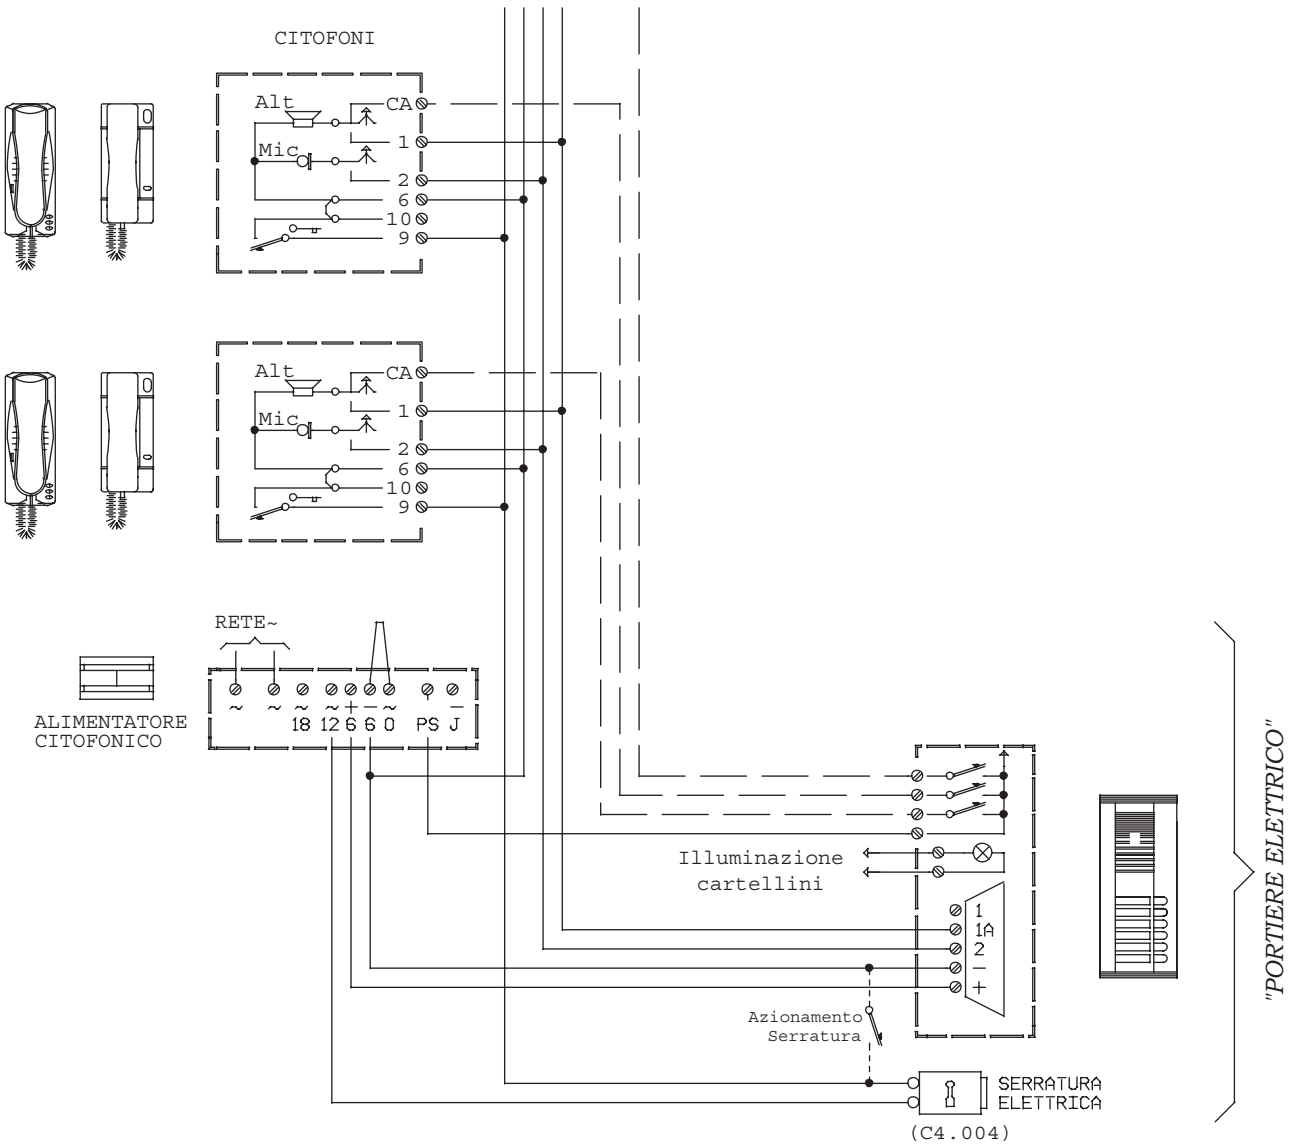 CITOFONI
Alt
CA
1
Mic
2
6
10
9
Alt
CA
1
Mic
2
6
10
9
RETE~
~ ~ ~ ~ + − ~ −
18 12 6 6 0 PS J
ALIMENTATORE
CITOFONICO
Illuminazione
cartellini
1
1A
2
−
+
Azionamento
Serratura
SERRATURA
ELETTRICA
(C4.004)
"PORTIERE ELETTRICO"